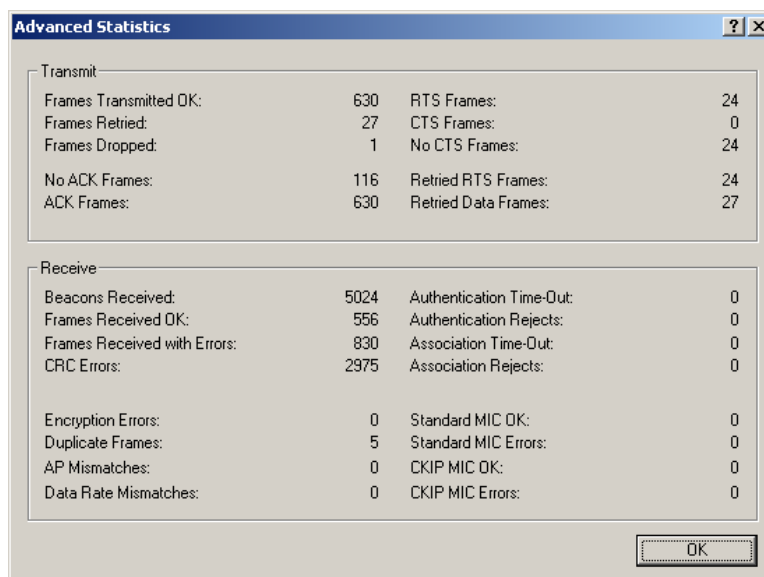 Advanced Statistics
Transmit
Frames Transmitted OK: 630 RTS Frames: 24
Frames Retried: 27 CTS Frames: 0
Frames Dropped: 1 No CTS Frames: 24
No ACK Frames: 116 Retried RTS Frames: 24
ACK Frames: 630 Retried Data Frames: 27
Receive
Beacons Received: 5024 Authentication Time-Out: 0
Frames Received OK: 556 Authentication Rejects: 0
Frames Received with Errors: 830 Association Time-Out: 0
CRC Errors: 2975 Association Rejects: 0
Encryption Errors: 0 Standard MIC OK: 0
Duplicate Frames: 5 Standard MIC Errors: 0
AP Mismatches: 0 CKIP MIC OK: 0
Data Rate Mismatches: 0 CKIP MIC Errors: 0
OK